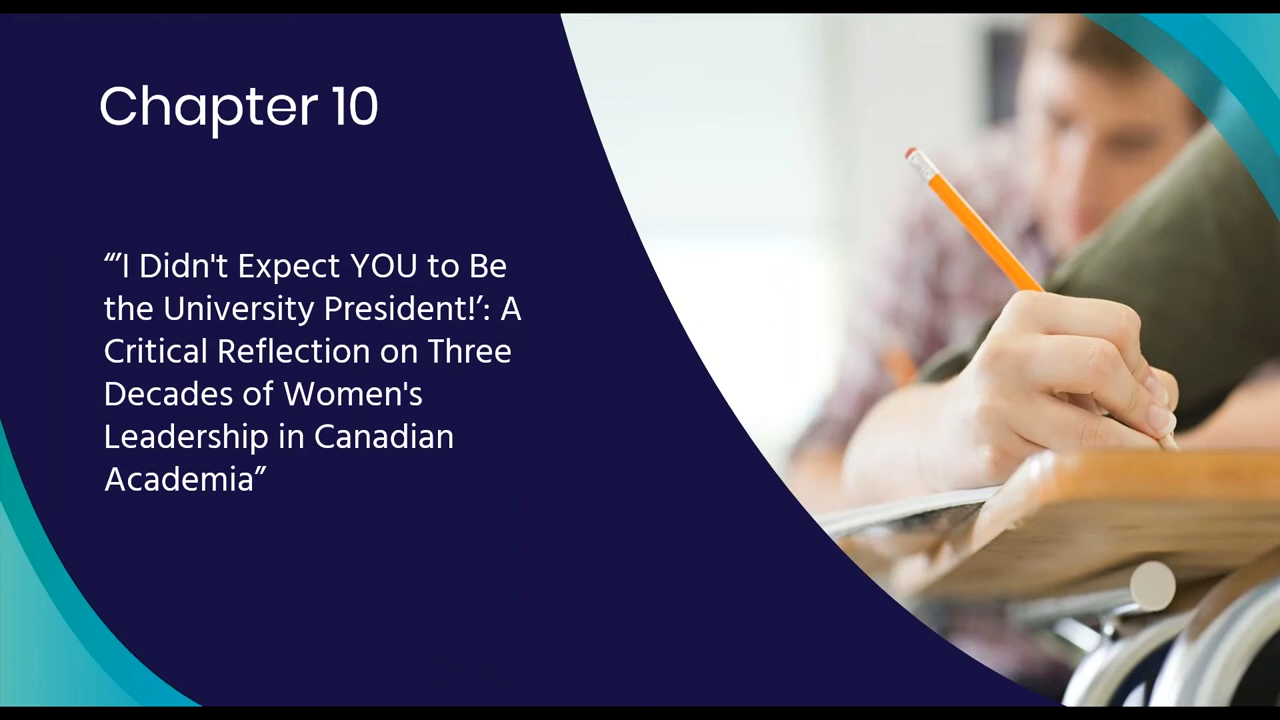 Chapter 10
“‘’I Didn't Expect YOU to Be
the University President!’: A
Critical Reflection on Three
Decades of Women's
Leadership in Canadian
Academia”